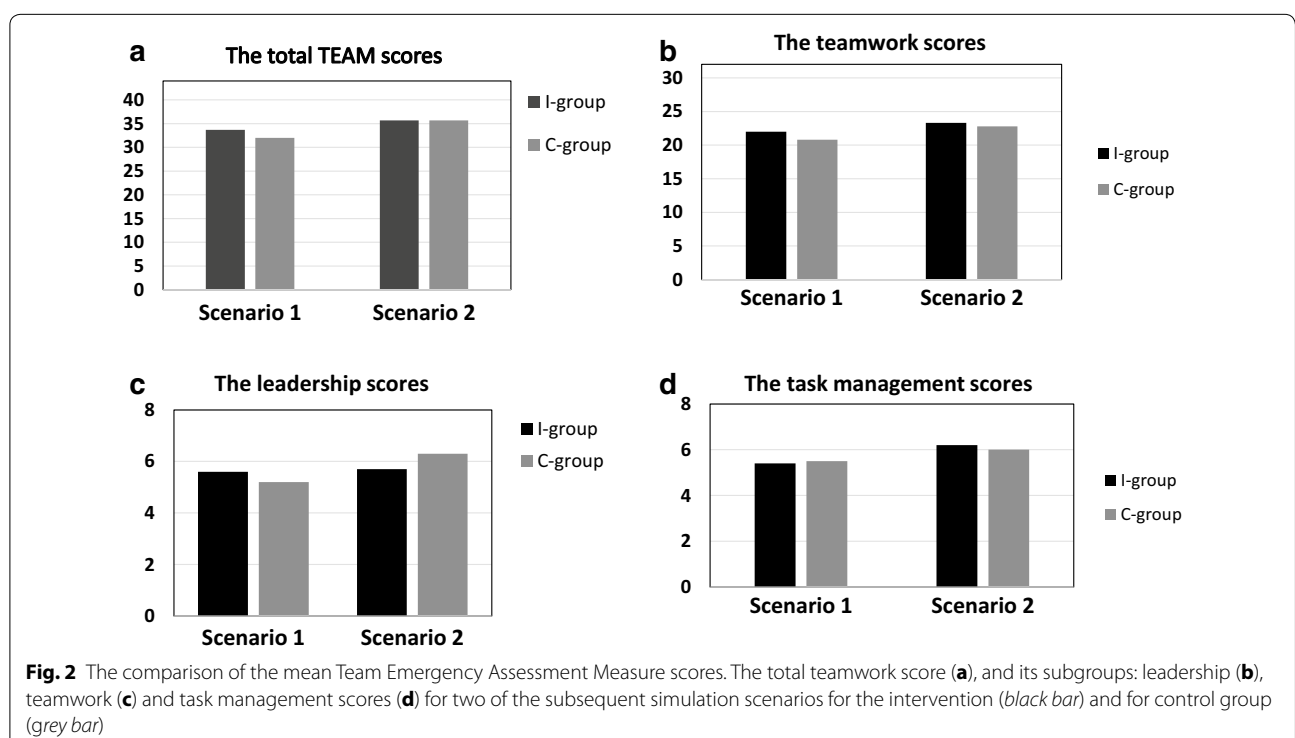 a
The total TEAM scores
40
35
30
25
20
15
10
5
0
Scenario 1 Scenario 2
I-group
C-group
b
The teamwork scores
30
25
20
15
10
5
0
Scenario 1 Scenario 2
I-group
C-group
c
The leadership scores
8
6
4
2
0
Scenario 1 Scenario 2
I-group
C-group
d
The task management scores
8
6
4
2
0
Scenario 1 Scenario 2
I-group
C-group
Fig. 2 The comparison of the mean Team Emergency Assessment Measure scores. The total teamwork score (a), and its subgroups: leadership (b),
teamwork (c) and task management scores (d) for two of the subsequent simulation scenarios for the intervention (black bar) and for control group
(grey bar)